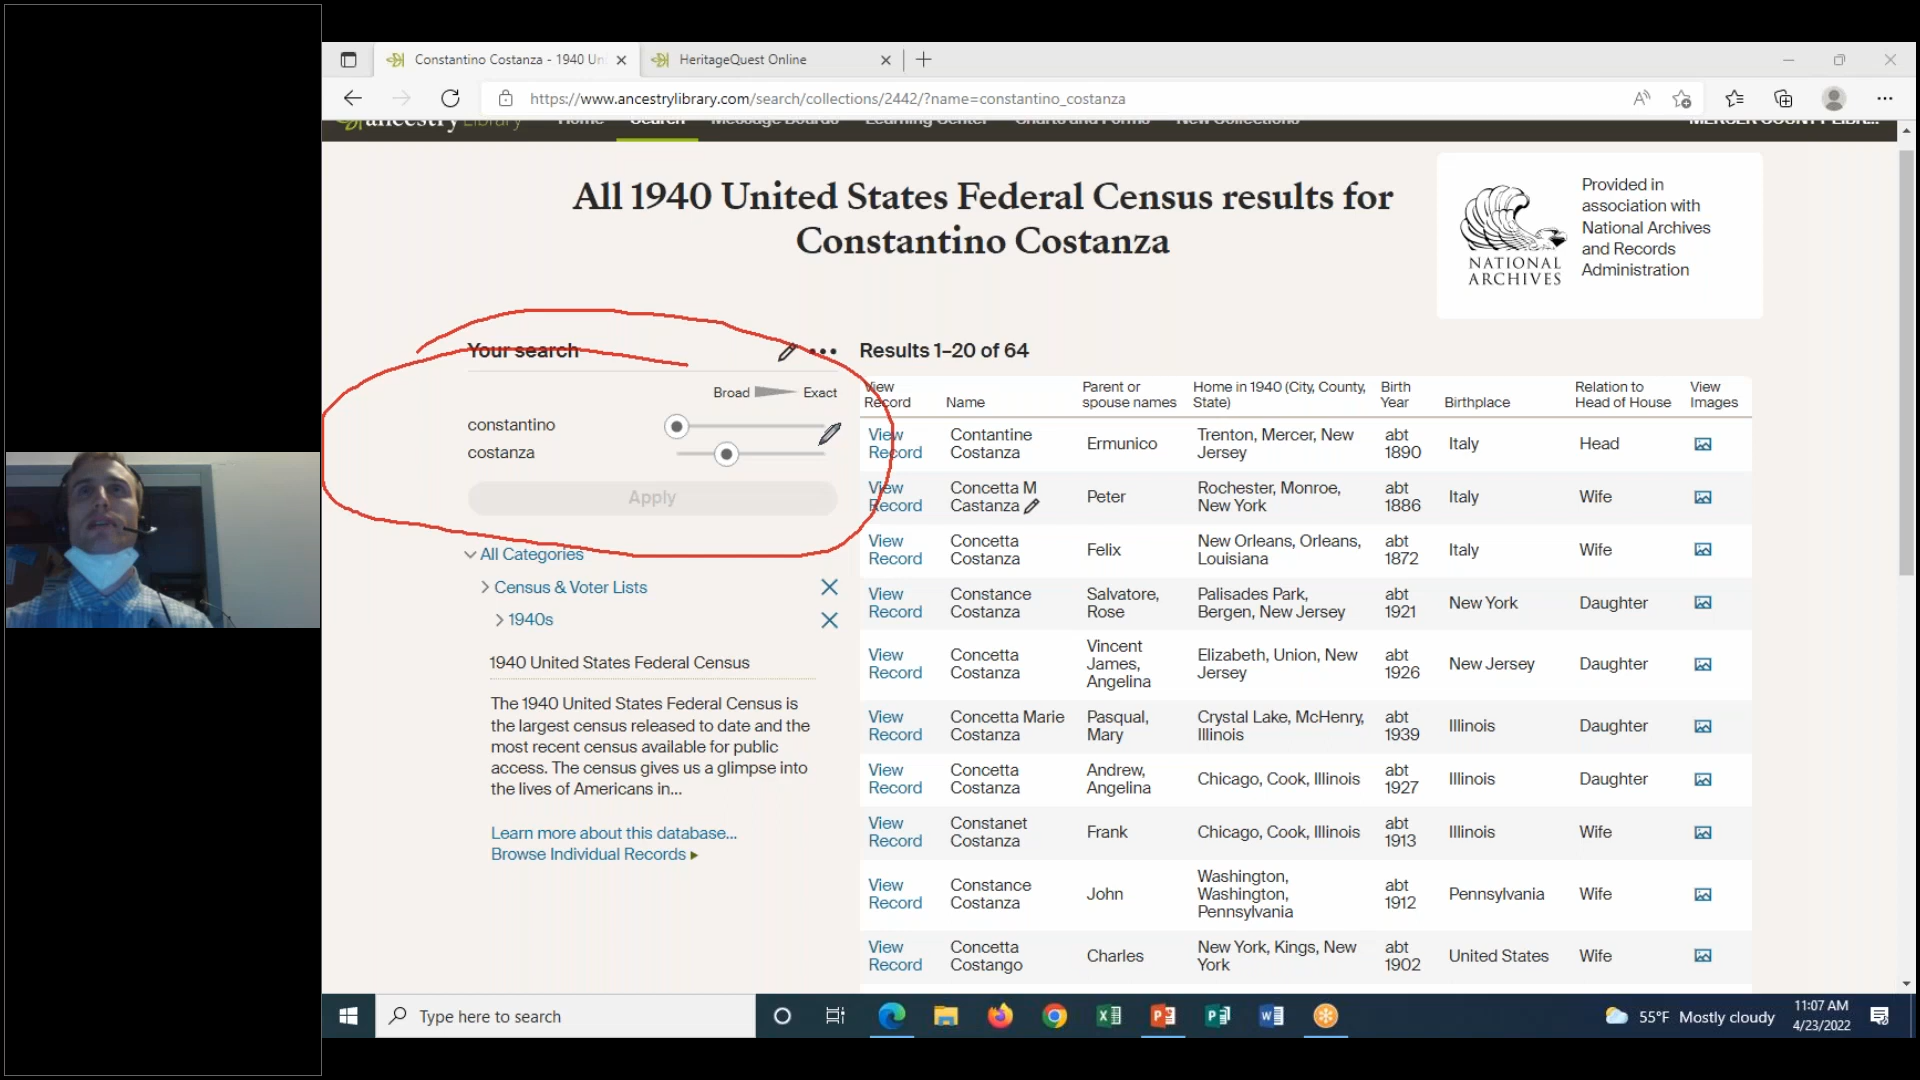 Constantino Costanza - 1940 Un
HeritageQuest Online
https://www.ancestrylibrary.com/search/collections/2442/?name=constantino_costanza
ancestry Library
Home
Search
Message Boards
Learning Center
Charts and Forms
New Collections
All 1940 United States Federal Census results for
Constantino Costanza
NATIONAL
ARCHIVES
Provided in
association with
National Archives
and Records
Administration
Your search
Broad
Exact
constantino
costanza
Apply
All Categories
Census & Voter Lists
1940s
1940 United States Federal Census
The 1940 United States Federal Census is
the largest census released to date and the
most recent census available for public
access. The census gives us a glimpse into
the lives of Americans in...
Learn more about this database...
Browse Individual Records
Results 1–20 of 64
View Record Name Parent or spouse names Home in 1940 (City, County, State) Birth Year Birthplace Relation to Head of House View Images
View Record Contantine Costanza Ermunico Trenton, Mercer, New Jersey abt 1890 Italy Head
View Record Concetta M Castanza Peter Rochester, Monroe, New York abt 1886 Italy Wife
View Record Concetta Costanza Felix New Orleans, Orleans, Louisiana abt 1872 Italy Wife
View Record Constance Costanza Salvatore, Rose Palisades Park, Bergen, New Jersey abt 1921 New York Daughter
View Record Concetta Costanza Vincent James, Angelina Elizabeth, Union, New Jersey abt 1926 New Jersey Daughter
View Record Concetta Marie Costanza Pasqual, Mary Crystal Lake, McHenry, Illinois abt 1939 Illinois Daughter
View Record Concetta Costanza Andrew, Angelina Chicago, Cook, Illinois abt 1927 Illinois Daughter
View Record Constanet Costanza Frank Chicago, Cook, Illinois abt 1913 Illinois Wife
View Record Constance Costanza John Washington, Washington, Pennsylvania abt 1912 Pennsylvania Wife
View Record Concetta Costango Charles New York, Kings, New York abt 1902 United States Wife
Type here to search
55°F Mostly cloudy
11:07 AM
4/23/2022